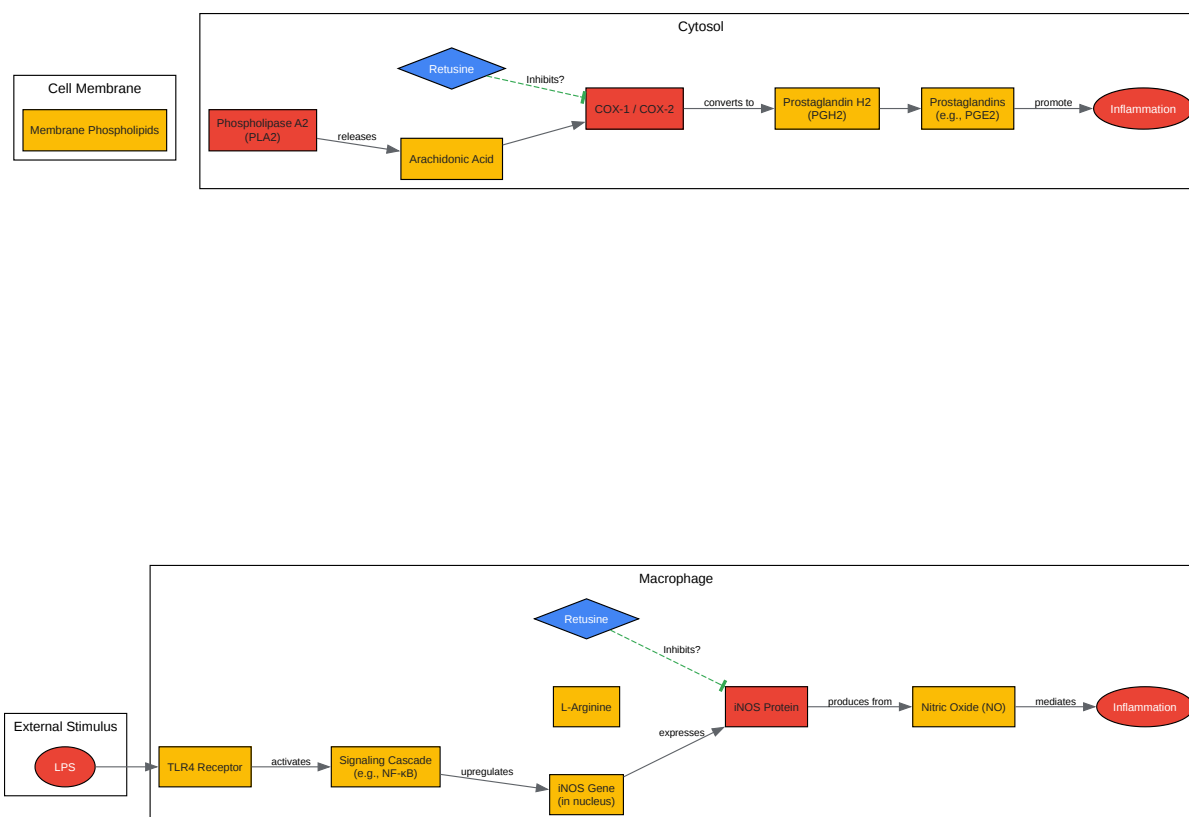 Cytosol
Cell Membrane
Membrane Phospholipids
Retusine
Inhibits?
Phospholipase A2
(PLA2)
releases
Arachidonic Acid
COX-1 / COX-2
converts to
Prostaglandin H2
(PGH2)
Prostaglandins
(e.g., PGE2)
promote
Inflammation
Macrophage
Retusine
Inhibits?
L-Arginine
iNOS Protein
produces from
Nitric Oxide (NO)
mediates
Inflammation
External Stimulus
LPS
TLR4 Receptor
activates
Signaling Cascade
(e.g., NF-κB)
upregulates
iNOS Gene
(in nucleus)
expresses